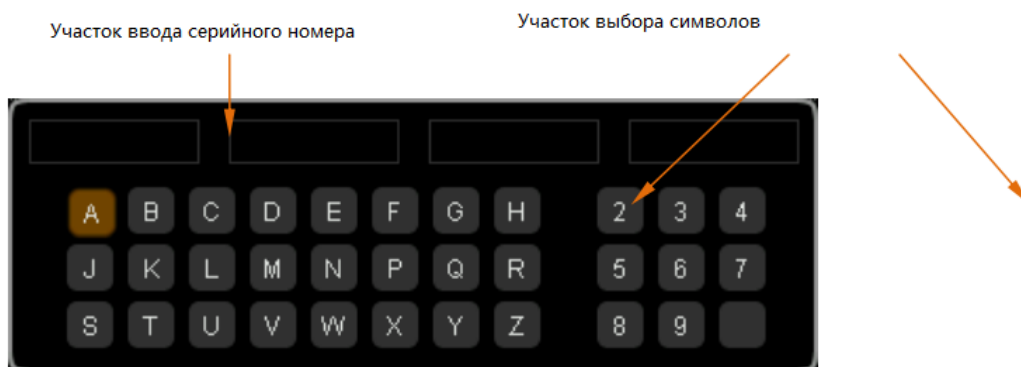 Участок ввода серийного номера
Участок выбора символов
A B C D E F G H 2 3 4
J K L M N P Q R 5 6 7
S T U V W X Y Z 8 9